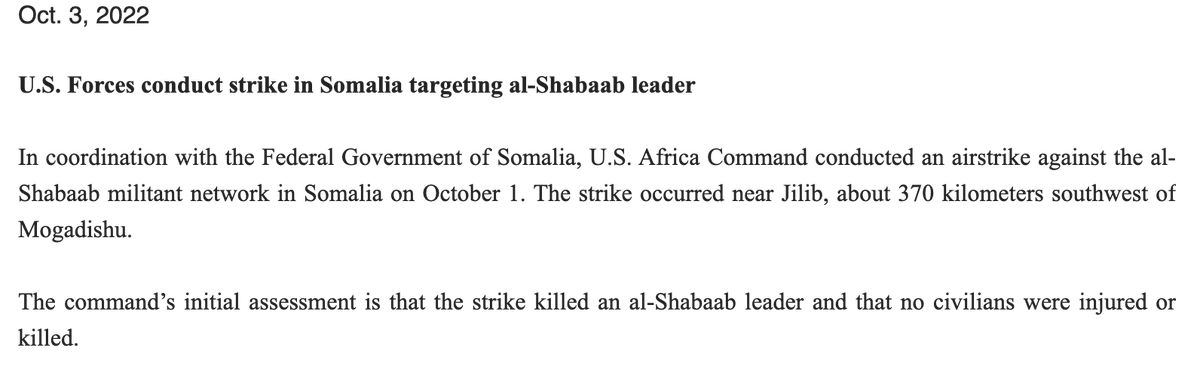 Oct. 3, 2022
U.S. Forces conduct strike in Somalia targeting al-Shabaab leader
In coordination with the Federal Government of Somalia, U.S. Africa Command conducted an airstrike against the al-
Shabaab militant network in Somalia on October 1. The strike occurred near Jilib, about 370 kilometers southwest of
Mogadishu.
The command’s initial assessment is that the strike killed an al-Shabaab leader and that no civilians were injured or
killed.